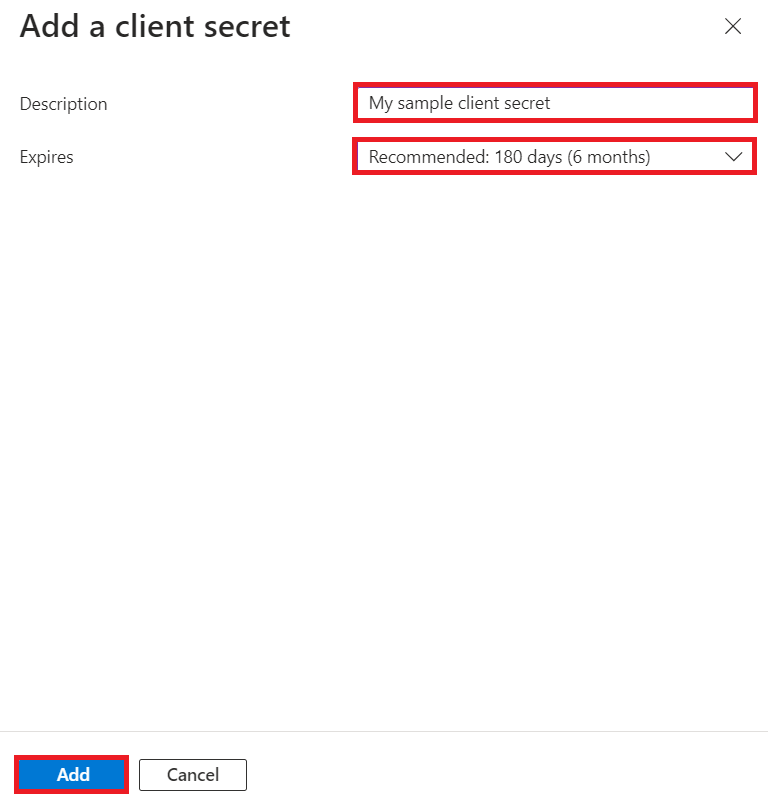 Add a client secret
Description
My sample client secret
Expires
Recommended: 180 days (6 months)
Add
Cancel